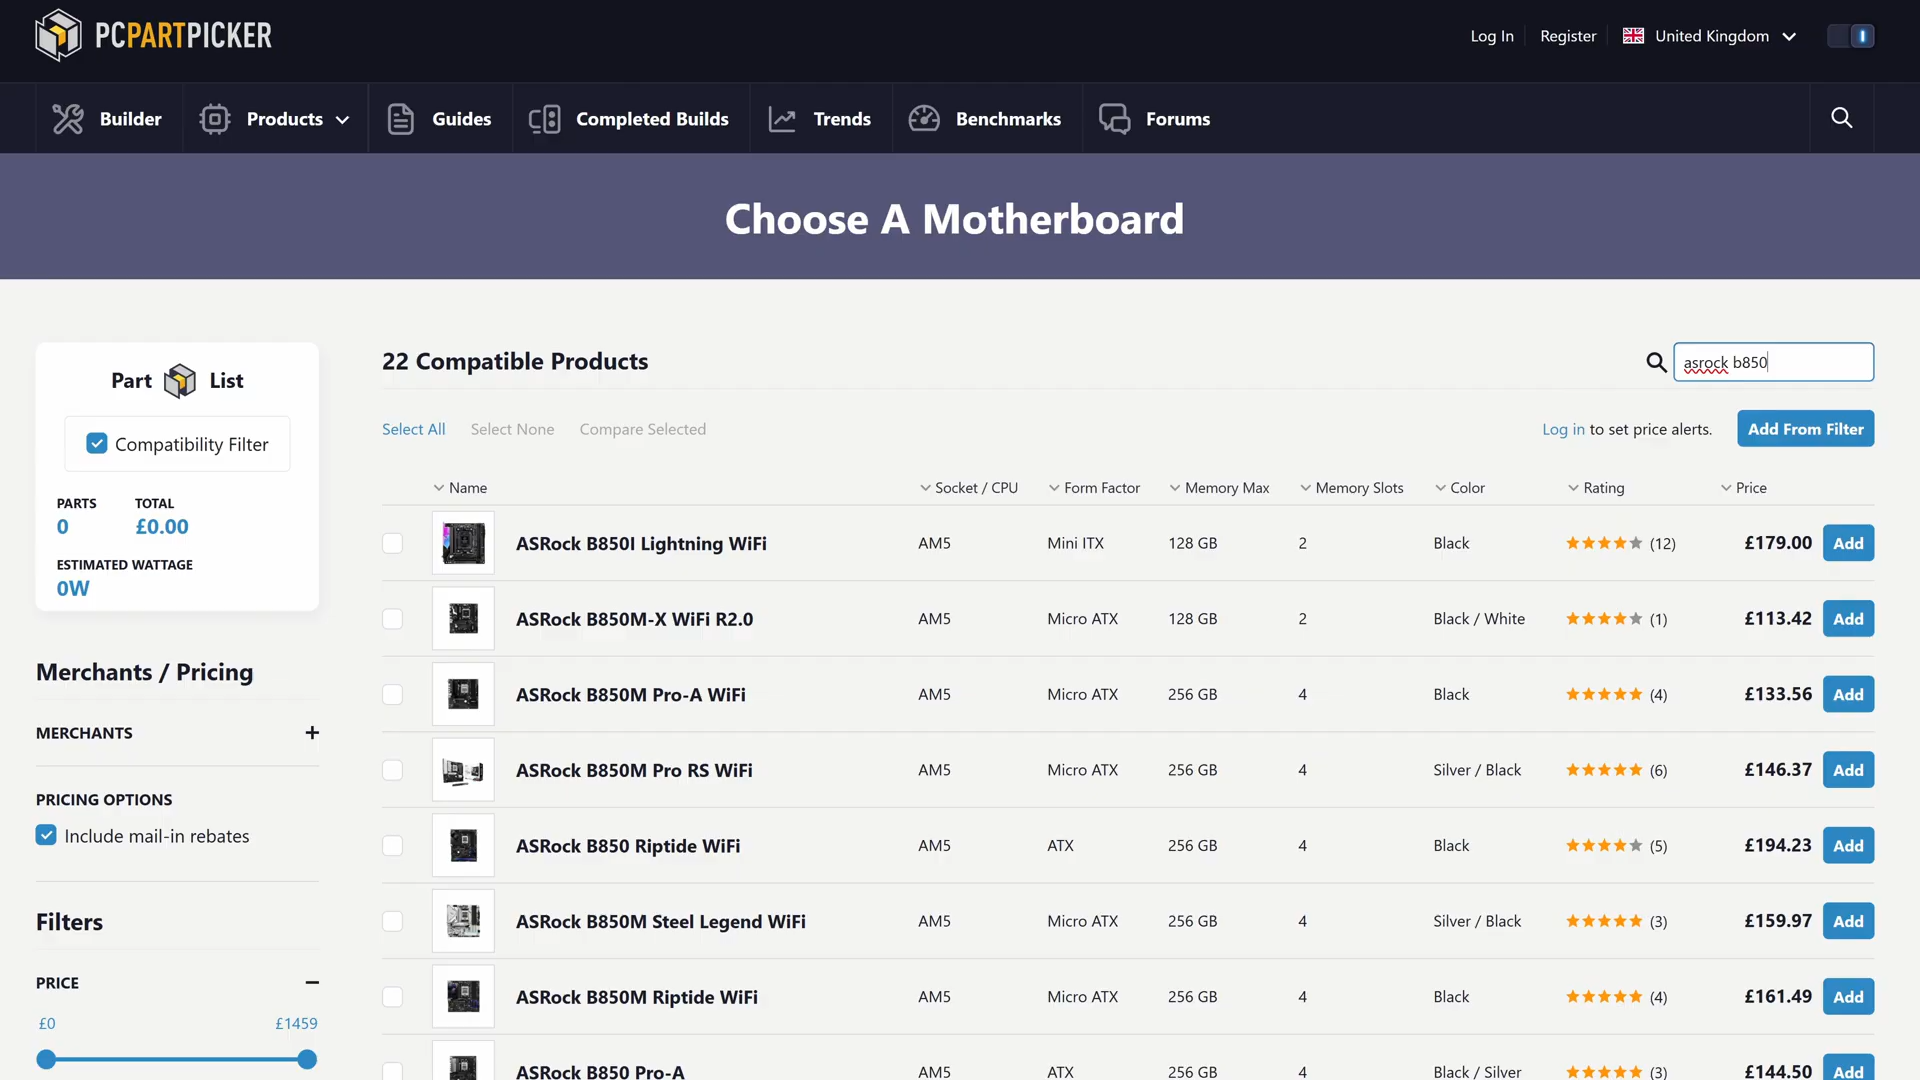 PCPARTPICKER
Log In
Register
United Kingdom
Builder
Products
Guides
Completed Builds
Trends
Benchmarks
Forums
Choose A Motherboard
Part List
Compatibility Filter
PARTS TOTAL
0 £0.00
ESTIMATED WATTAGE
0W
Merchants / Pricing
MERCHANTS
PRICING OPTIONS
Include mail-in rebates
Filters
PRICE
£0 £1459
22 Compatible Products
asrock b850
Select All Select None Compare Selected
Log in to set price alerts.
Add From Filter
Name Socket / CPU Form Factor Memory Max Memory Slots Color Rating Price
ASRock B850I Lightning WiFi AM5 Mini ITX 128 GB 2 Black (12) £179.00 Add
ASRock B850M-X WiFi R2.0 AM5 Micro ATX 128 GB 2 Black / White (1) £113.42 Add
ASRock B850M Pro-A WiFi AM5 Micro ATX 256 GB 4 Black (4) £133.56 Add
ASRock B850M Pro RS WiFi AM5 Micro ATX 256 GB 4 Silver / Black (6) £146.37 Add
ASRock B850 Riptide WiFi AM5 ATX 256 GB 4 Black (5) £194.23 Add
ASRock B850M Steel Legend WiFi AM5 Micro ATX 256 GB 4 Silver / Black (3) £159.97 Add
ASRock B850M Riptide WiFi AM5 Micro ATX 256 GB 4 Black (4) £161.49 Add
ASRock B850 Pro-A AM5 ATX 256 GB 4 Black / Silver (3) £144.50 Add